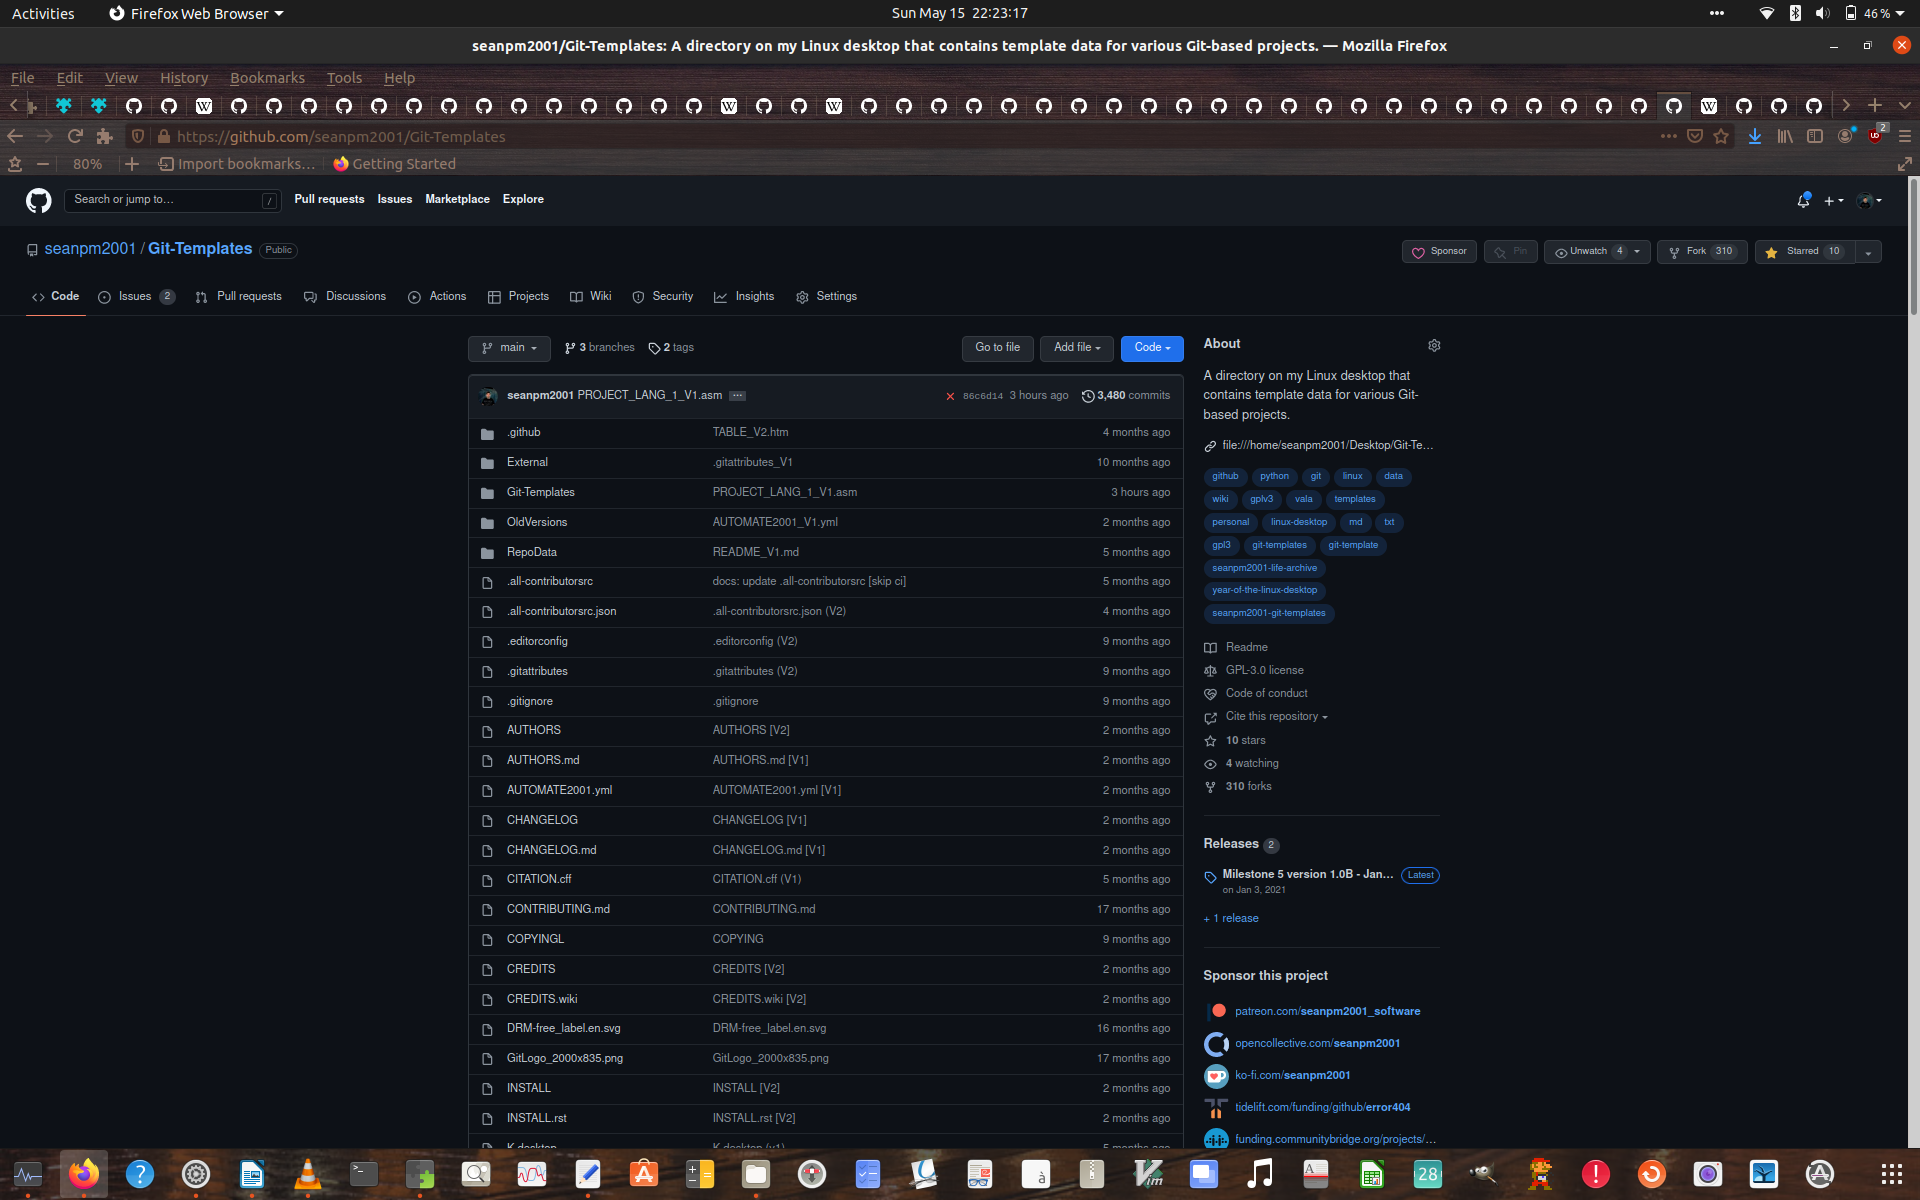 Activities Firefox Web Browser Sun May 15 22:23:17 46 %
seanpm2001/Git-Templates: A directory on my Linux desktop that contains template data for various Git-based projects. — Mozilla Firefox
File Edit View History Bookmarks Tools Help
https://github.com/seanpm2001/Git-Templates 2
80% Import bookmarks... Getting Started
Search or jump to... / Pull requests Issues Marketplace Explore
seanpm2001 / Git-Templates Public
Sponsor Pin Unwatch 4 Fork 310 Starred 10
Code Issues 2 Pull requests Discussions Actions Projects Wiki Security Insights Settings
main 3 branches 2 tags Go to file Add file Code
seanpm2001 PROJECT_LANG_1_V1.asm ... 86c6d14 3 hours ago 3,480 commits
.github TABLE_V2.htm 4 months ago
External .gitattributes_V1 10 months ago
Git-Templates PROJECT_LANG_1_V1.asm 3 hours ago
OldVersions AUTOMATE2001_V1.yml 2 months ago
RepoData README_V1.md 5 months ago
.all-contributorsrc docs: update .all-contributorsrc [skip ci] 5 months ago
.all-contributorsrc.json .all-contributorsrc.json (V2) 4 months ago
.editorconfig .editorconfig (V2) 9 months ago
.gitattributes .gitattributes (V2) 9 months ago
.gitignore .gitignore 9 months ago
AUTHORS AUTHORS [V2] 2 months ago
AUTHORS.md AUTHORS.md [V1] 2 months ago
AUTOMATE2001.yml AUTOMATE2001.yml [V1] 2 months ago
CHANGELOG CHANGELOG [V1] 2 months ago
CHANGELOG.md CHANGELOG.md [V1] 2 months ago
CITATION.cff CITATION.cff (V1) 5 months ago
CONTRIBUTING.md CONTRIBUTING.md 17 months ago
COPYINGL COPYING 9 months ago
CREDITS CREDITS [V2] 2 months ago
CREDITS.wiki CREDITS.wiki [V2] 2 months ago
DRM-free_label.en.svg DRM-free_label.en.svg 16 months ago
GitLogo_2000x835.png GitLogo_2000x835.png 17 months ago
INSTALL INSTALL [V2] 2 months ago
INSTALL.rst INSTALL.rst [V2] 2 months ago
About
A directory on my Linux desktop that
contains template data for various Git-
based projects.
file:///home/seanpm2001/Desktop/Git-Te...
github python git linux data
wiki gplv3 vala templates
personal linux-desktop md txt
gpl3 git-templates git-template
seanpm2001-life-archive
year-of-the-linux-desktop
seanpm2001-git-templates
Readme
GPL-3.0 license
Code of conduct
Cite this repository
10 stars
4 watching
310 forks
Releases 2
Milestone 5 version 1.0B - Jan... Latest
on Jan 3, 2021
+ 1 release
Sponsor this project
patreon.com/seanpm2001_software
opencollective.com/seanpm2001
ko-fi.com/seanpm2001
tidelift.com/funding/github/error404
funding.communitybridge.org/projects/...
28